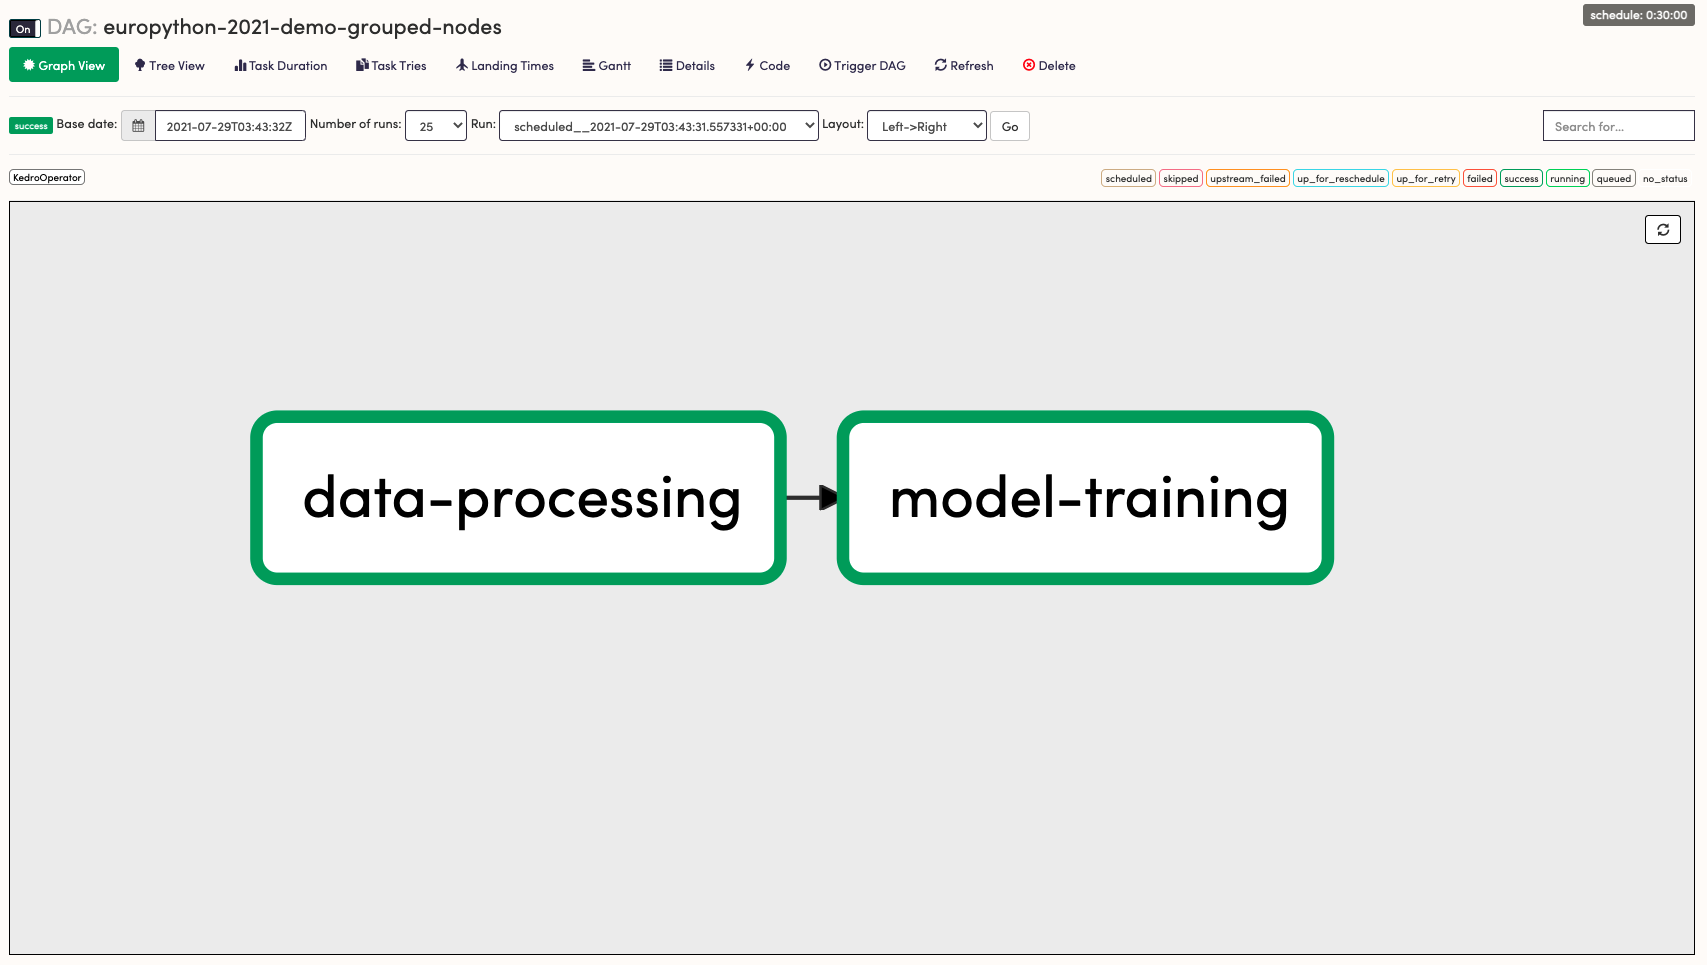 On DAG: europython-2021-demo-grouped-nodes schedule: 0:30:00
Graph View Tree View Task Duration Task Tries Landing Times Gantt Details Code Trigger DAG Refresh Delete
success Base date: 2021-07-29T03:43:32Z Number of runs: 25 Run: scheduled__2021-07-29T03:43:31.557331+00:00 Layout: Left->Right Go Search for...
KedroOperator scheduled skipped upstream_failed up_for_reschedule up_for_retry failed success running queued no_status
data-processing model-training